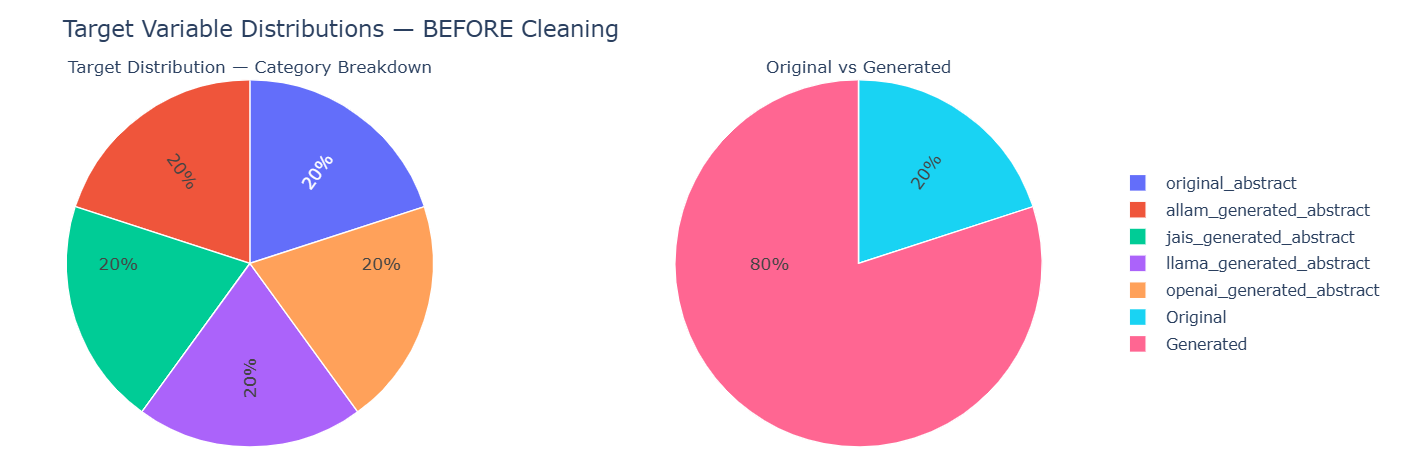 Target Variable Distributions — BEFORE Cleaning
Target Distribution — Category Breakdown
20%
20%
20%
20%
20%
Original vs Generated
20%
80%
original_abstract
allam_generated_abstract
jais_generated_abstract
llama_generated_abstract
openai_generated_abstract
Original
Generated